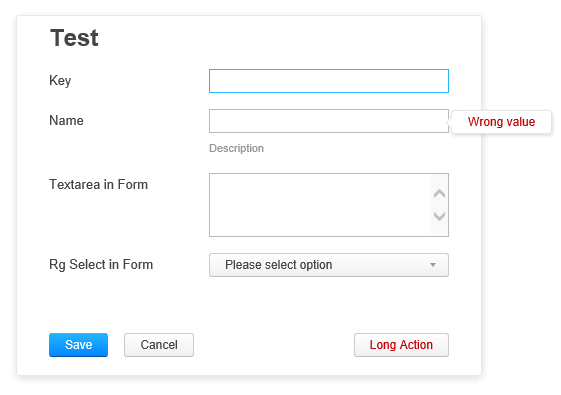 Test
Key
Name
Wrong value
Description
Textarea in Form
Rg Select in Form
Please select option
Save
Cancel
Long Action